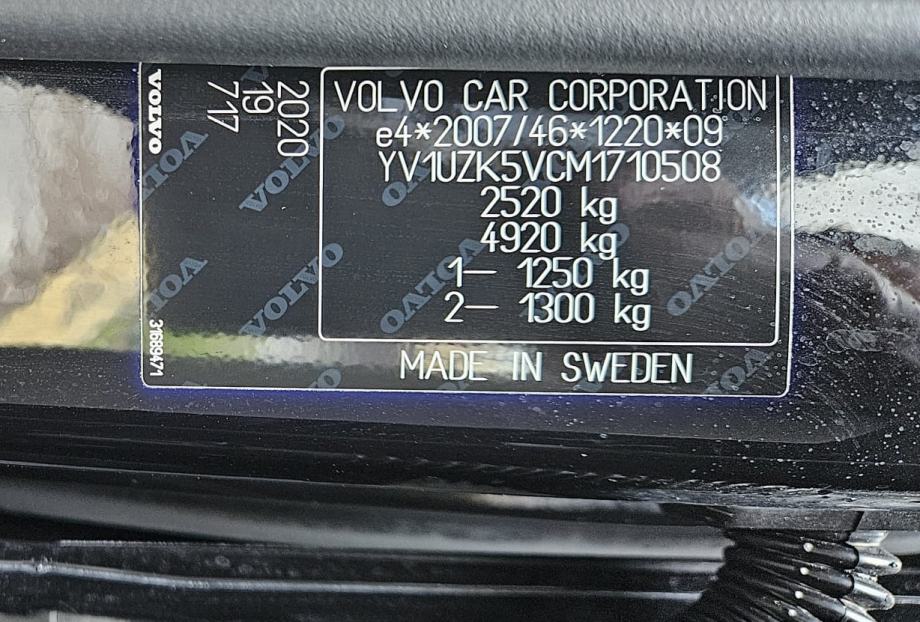 VOLVO
2020
19
717
VOLVO CAR CORPORATION
e4*2007/46*1220*09
YV1UZK5VCM1710508
2520 kg
4920 kg
1— 1250 kg
2— 1300 kg
31689471
MADE IN SWEDEN